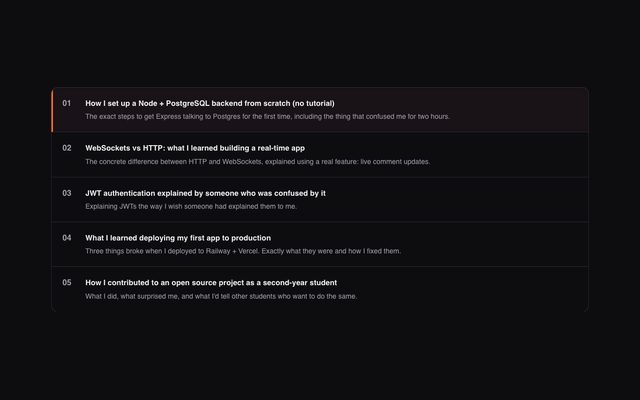 01
How I set up a Node + PostgreSQL backend from scratch (no tutorial)
The exact steps to get Express talking to Postgres for the first time, including the thing that confused me for two hours.
02
WebSockets vs HTTP: what I learned building a real-time app
The concrete difference between HTTP and WebSockets, explained using a real feature: live comment updates.
03
JWT authentication explained by someone who was confused by it
Explaining JWTs the way I wish someone had explained them to me.
04
What I learned deploying my first app to production
Three things broke when I deployed to Railway + Vercel. Exactly what they were and how I fixed them.
05
How I contributed to an open source project as a second-year student
What I did, what surprised me, and what I'd tell other students who want to do the same.